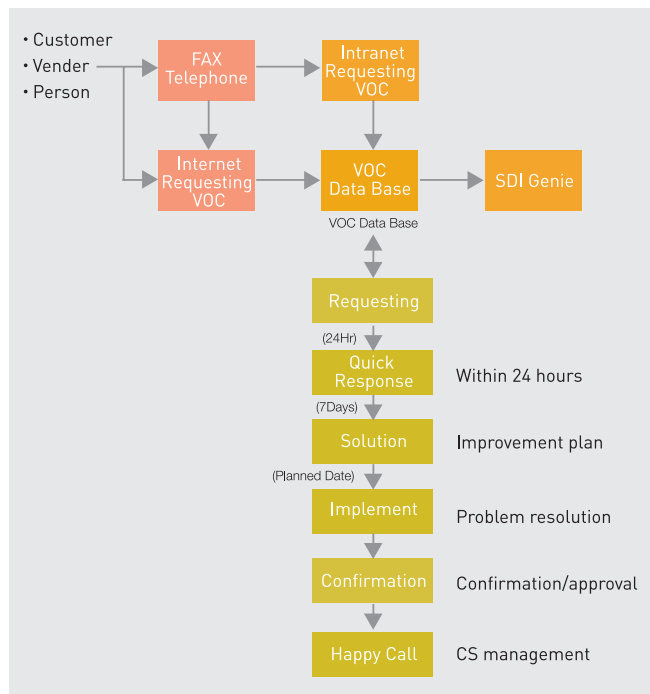 • Customer
• Vender
• Person
FAX
Telephone
Intranet
Requesting
VOC
Internet
Requesting
VOC
VOC
Data Base
SDI Genie
VOC Data Base
Requesting
(24Hr)
Quick
Response
Within 24 hours
(7Days)
Solution
Improvement plan
(Planned Date)
Implement
Problem resolution
Confirmation
Confirmation/approval
Happy Call
CS management